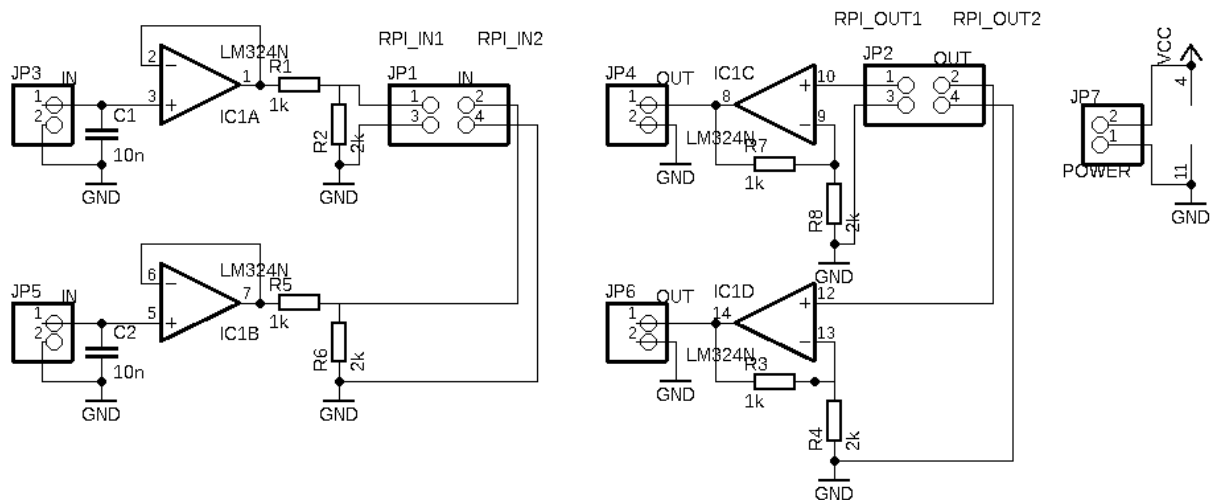 RPI_OUT1 RPI_OUT2
RPI_IN1 RPI_IN2
LM324N
JP3 IN
1
2
2
3
1
R1
1k
IC1A
C1
10n
GND
R2
2k
GND
JP1 IN
1 2
3 4
JP4 OUT
1
2
GND
IC1C
8
10
9
LM324N
R7
1k
R8
2k
GND
JP2 OUT
1 2
3 4
VCC
4
JP7
2
1
POWER
11
GND
JP5 IN
1
2
6
5
7
LM324N
R5
1k
IC1B
C2
10n
GND
R6
2k
GND
JP6 OUT
1
2
GND
IC1D
14
12
13
LM324N
R3
1k
R4
2k
GND